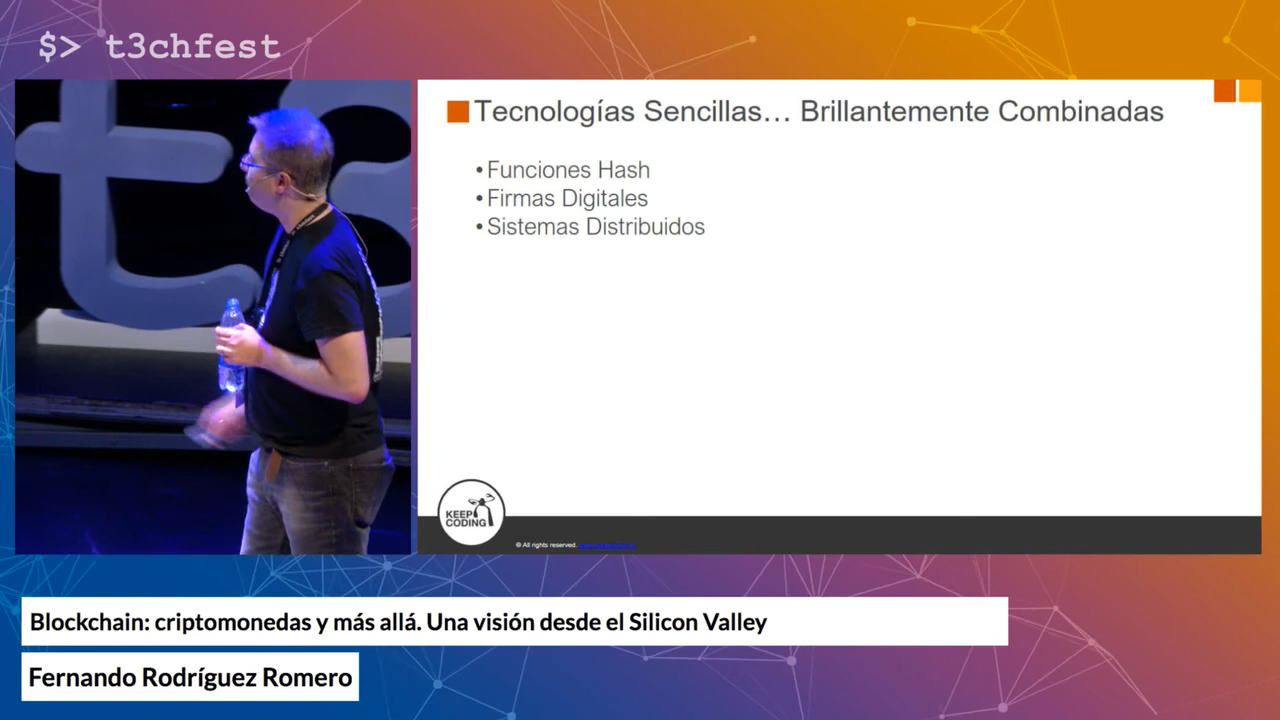 $> t3chfest
Tecnologías Sencillas... Brillantemente Combinadas
•Funciones Hash
•Firmas Digitales
•Sistemas Distribuidos
KEEP
CODING
© All rights reserved.
Blockchain: criptomonedas y más allá. Una visión desde el Silicon Valley
Fernando Rodríguez Romero